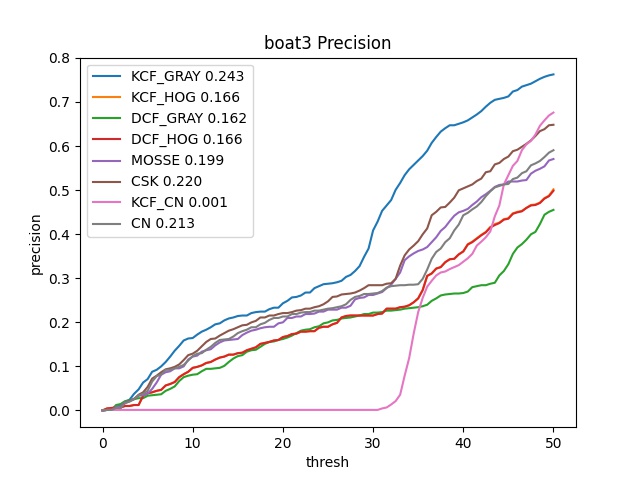 boat3 Precision
0.8
0.7
0.6
0.5
0.4
0.3
0.2
0.1
0.0
precision
KCF_GRAY 0.243
KCF_HOG 0.166
DCF_GRAY 0.162
DCF_HOG 0.166
MOSSE 0.199
CSK 0.220
KCF_CN 0.001
CN 0.213
0 10 20 30 40 50
thresh